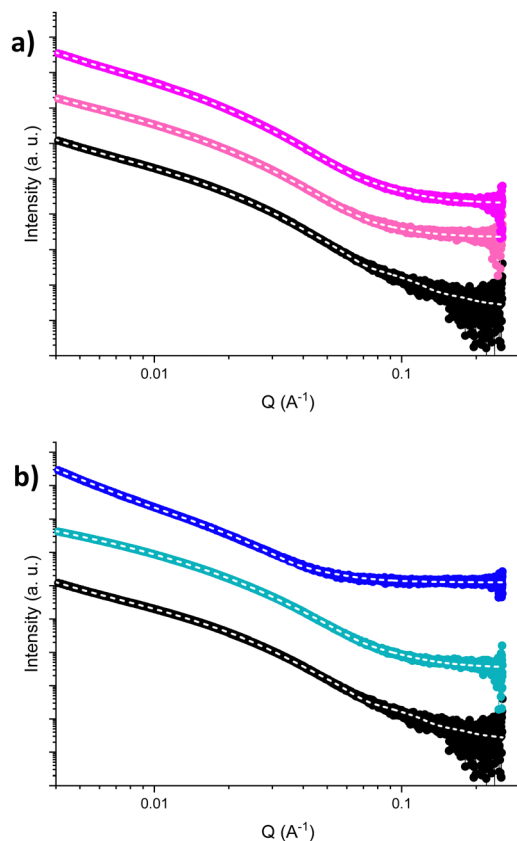 a)
Intensity (a. u.)
0.01 0.1
Q (A⁻¹)
b)
Intensity (a. u.)
0.01 0.1
Q (A⁻¹)